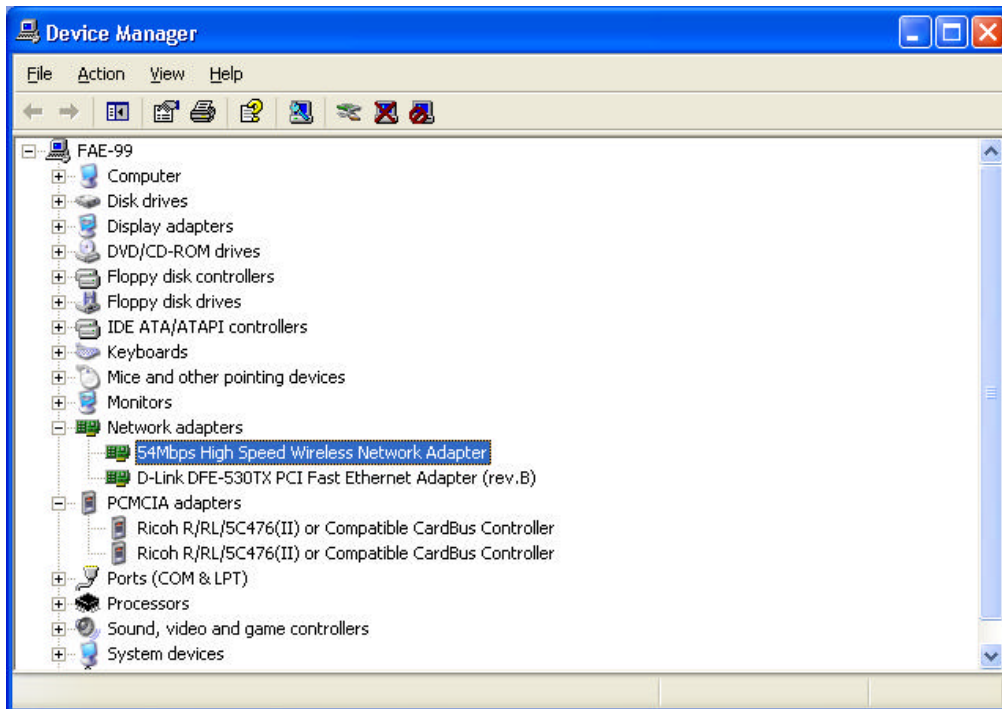 Device Manager
File Action View Help
FAE-99
Computer
Disk drives
Display adapters
DVD/CD-ROM drives
Floppy disk controllers
Floppy disk drives
IDE ATA/ATAPI controllers
Keyboards
Mice and other pointing devices
Monitors
Network adapters
54Mbps High Speed Wireless Network Adapter
D-Link DFE-530TX PCI Fast Ethernet Adapter (rev.B)
PCMCIA adapters
Ricoh R/RL/5C476(II) or Compatible CardBus Controller
Ricoh R/RL/5C476(II) or Compatible CardBus Controller
Ports (COM & LPT)
Processors
Sound, video and game controllers
System devices